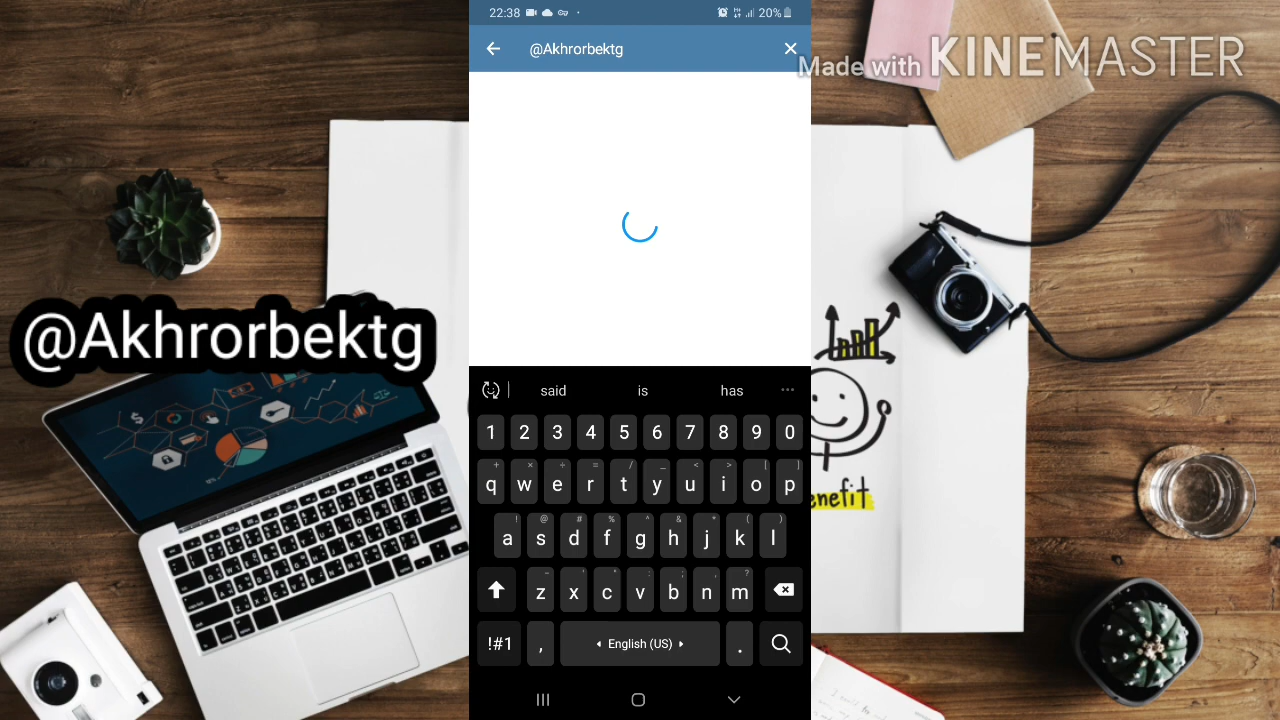 22:38
20%
@Akhrorbektg
Made with KINEMASTER
@Akhrorbektg
said is has
1 2 3 4 5 6 7 8 9 0
q w e r t y u i o p
a s d f g h j k l
z x c v b n m
!#1 , English (US) .
enefit